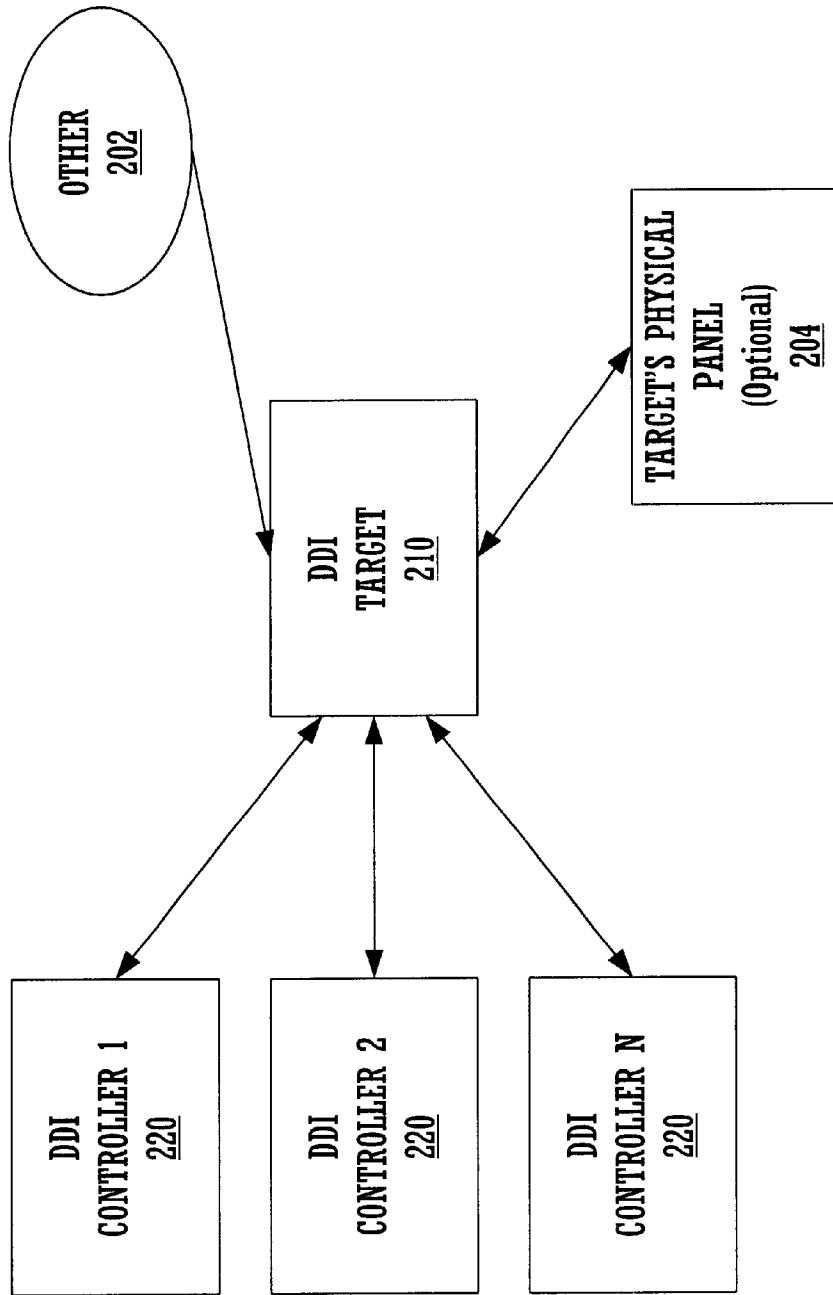 DDI
CONTROLLER 1
220
DDI
CONTROLLER 2
220
DDI
CONTROLLER N
220
DDI
TARGET
210
OTHER
202
TARGET'S PHYSICAL
PANEL
(Optional)
204